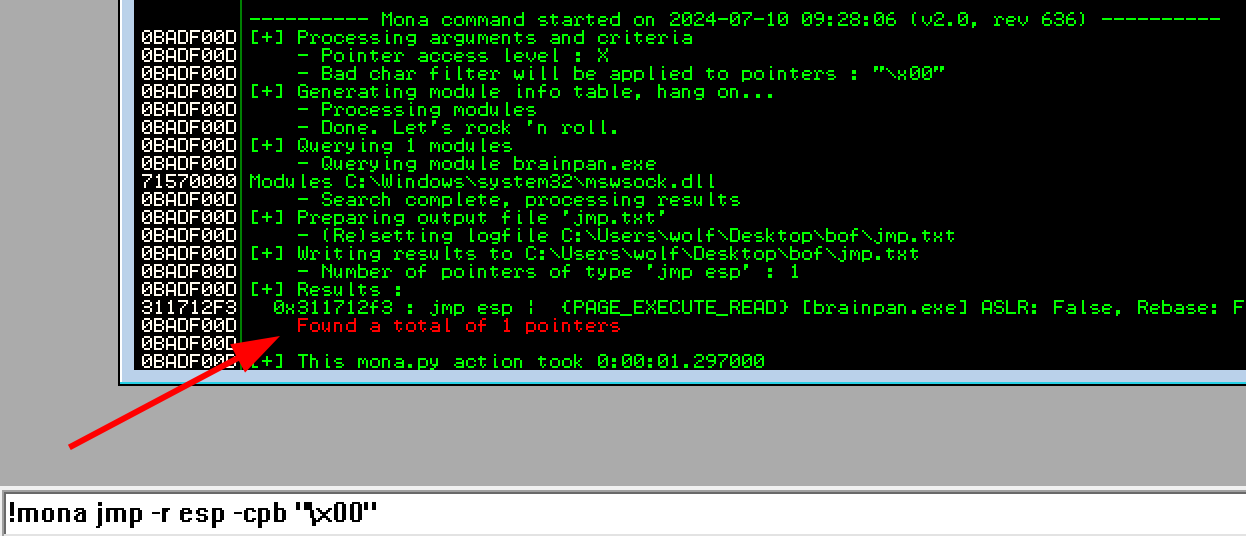 ---------- Mona command started on 2024-07-10 09:28:06 (v2.0, rev 636) ----------
0BADF00D [+] Processing arguments and criteria
0BADF00D     - Pointer access level : X
0BADF00D     - Bad char filter will be applied to pointers : "\x00"
0BADF00D [+] Generating module info table, hang on...
0BADF00D     - Processing modules
0BADF00D     - Done. Let's rock 'n roll.
0BADF00D [+] Querying 1 modules
0BADF00D     - Querying module brainpan.exe
71570000 Modules C:\Windows\system32\mswsock.dll
0BADF00D     - Search complete, processing results
0BADF00D [+] Preparing output file 'jmp.txt'
0BADF00D     - (Re)setting logfile C:\Users\wolf\Desktop\bof\jmp.txt
0BADF00D [+] Writing results to C:\Users\wolf\Desktop\bof\jmp.txt
0BADF00D     - Number of pointers of type 'jmp esp' : 1
0BADF00D [+] Results :
311712F3   0x311712f3 : jmp esp |  {PAGE_EXECUTE_READ} [brainpan.exe] ASLR: False, Rebase: F
0BADF00D     Found a total of 1 pointers
0BADF00D
0BADF00D [+] This mona.py action took 0:00:01.297000
!mona jmp -r esp -cpb "\x00"